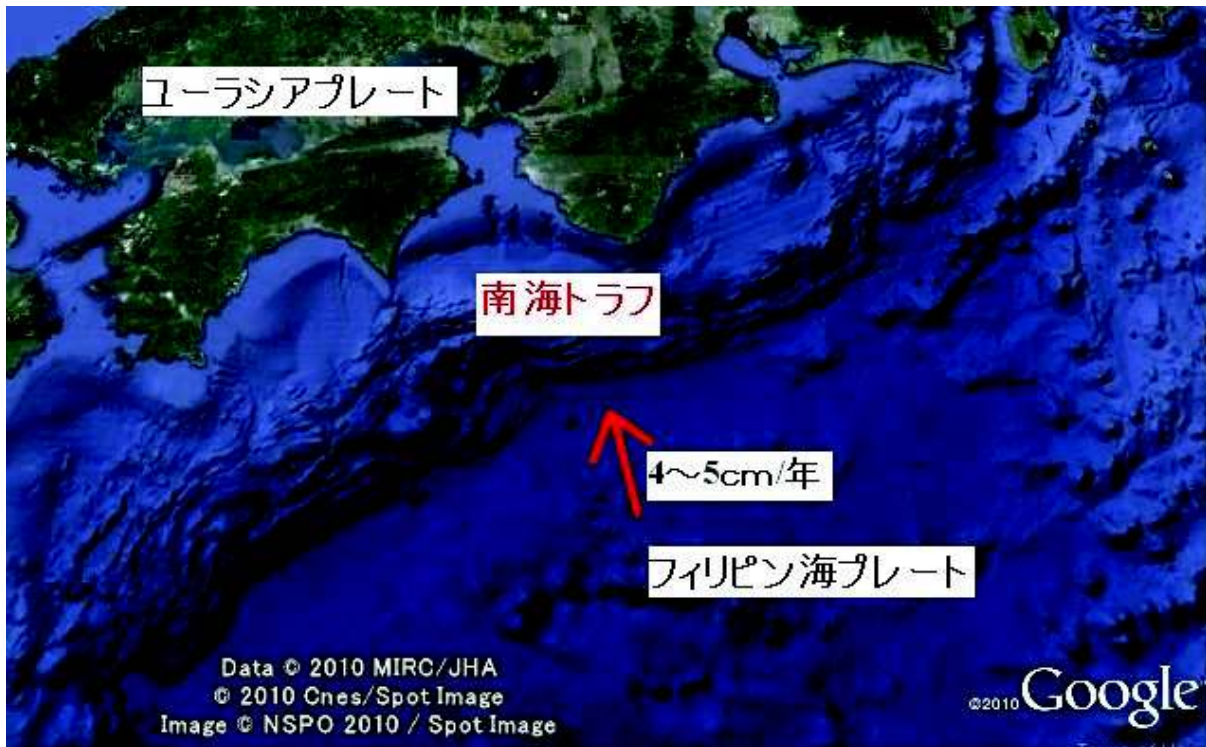 ユーラシアプレート
南海トラフ
4～5cm/年
フィリピン海プレート
Data © 2010 MIRC/JHA
© 2010 Cnes/Spot Image
Image © NSPO 2010 / Spot Image
©2010 Google